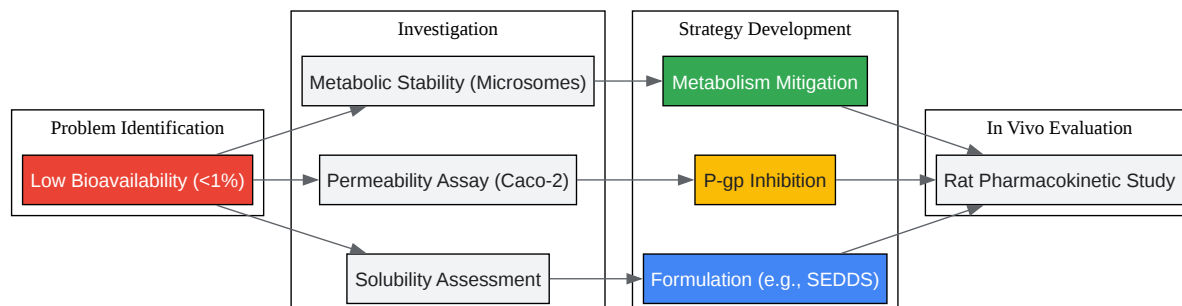 Problem Identification
Low Bioavailability (<1%)
Investigation
Metabolic Stability (Microsomes)
Permeability Assay (Caco-2)
Solubility Assessment
Strategy Development
Metabolism Mitigation
P-gp Inhibition
Formulation (e.g., SEDDS)
In Vivo Evaluation
Rat Pharmacokinetic Study